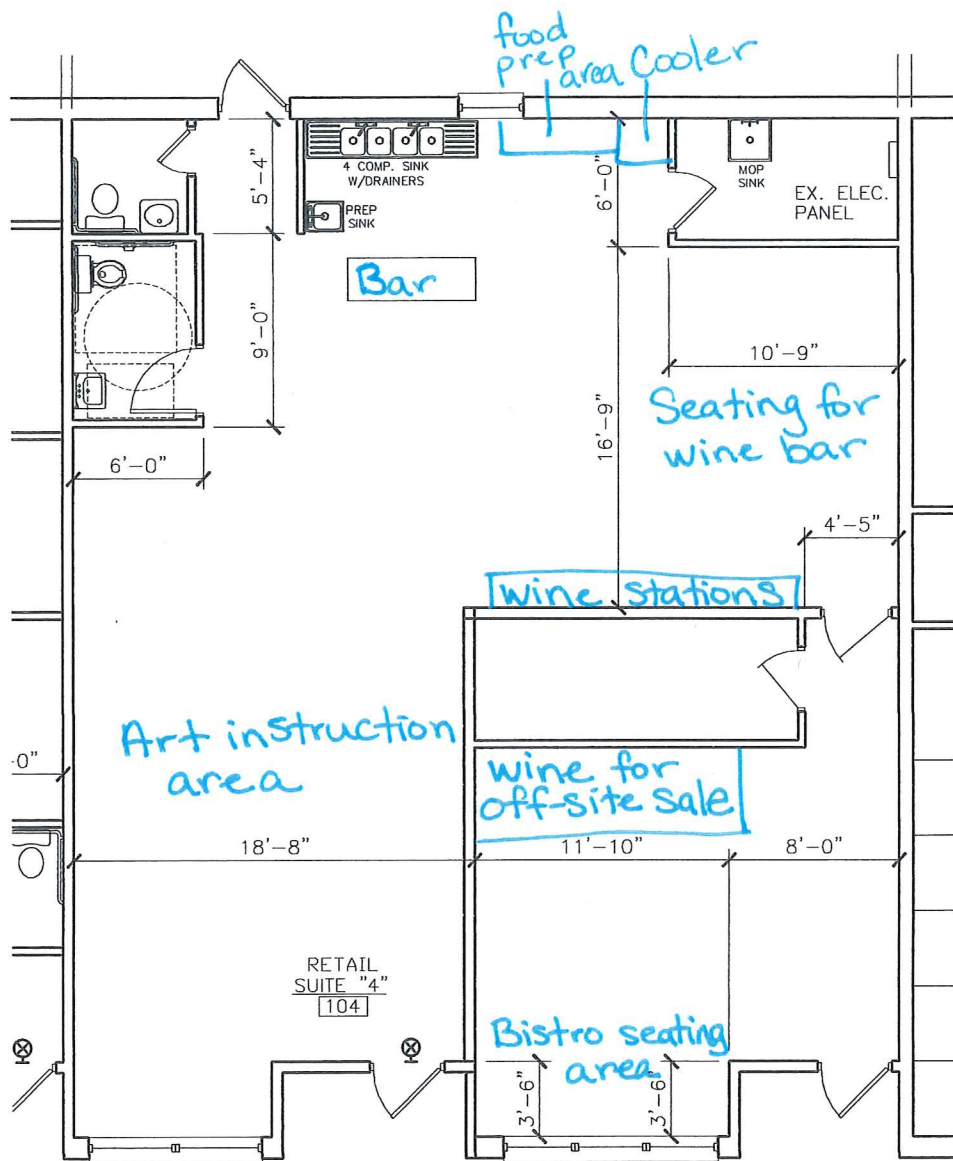 food
prep
area Cooler
4 COMP. SINK
W/DRAINERS
MOP
SINK
EX. ELEC.
PANEL
5'-4"
6'-0"
PREP
SINK
Bar
9'-0"
10'-9"
Seating for
wine bar
16'-9"
6'-0"
4'-5"
wine stations
Art instruction
area
-0"
wine for
off-site sale
18'-8"
11'-10"
8'-0"
RETAIL
SUITE "4"
104
Bistro seating
area
3'-6"
3'-6"